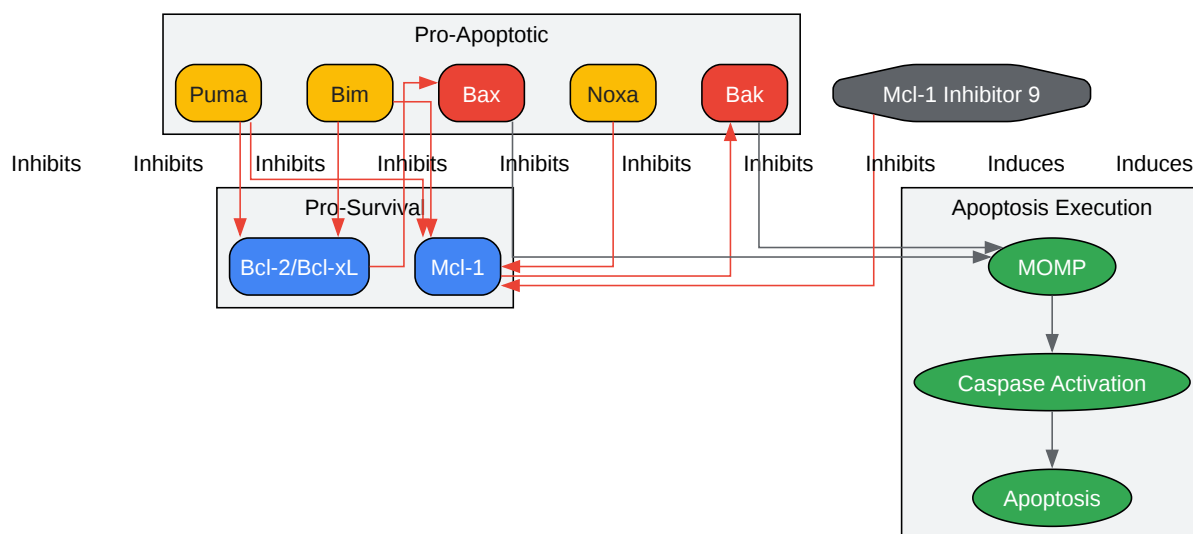 Pro-Apoptotic
Puma
Bim
Bax
Noxa
Bak
Mcl-1 Inhibitor 9
Inhibits
Inhibits
Inhibits
Inhibits
Inhibits
Inhibits
Inhibits
Inhibits
Induces
Induces
Pro-Survival
Apoptosis Execution
Bcl-2/Bcl-xL
Mcl-1
MOMP
Caspase Activation
Apoptosis